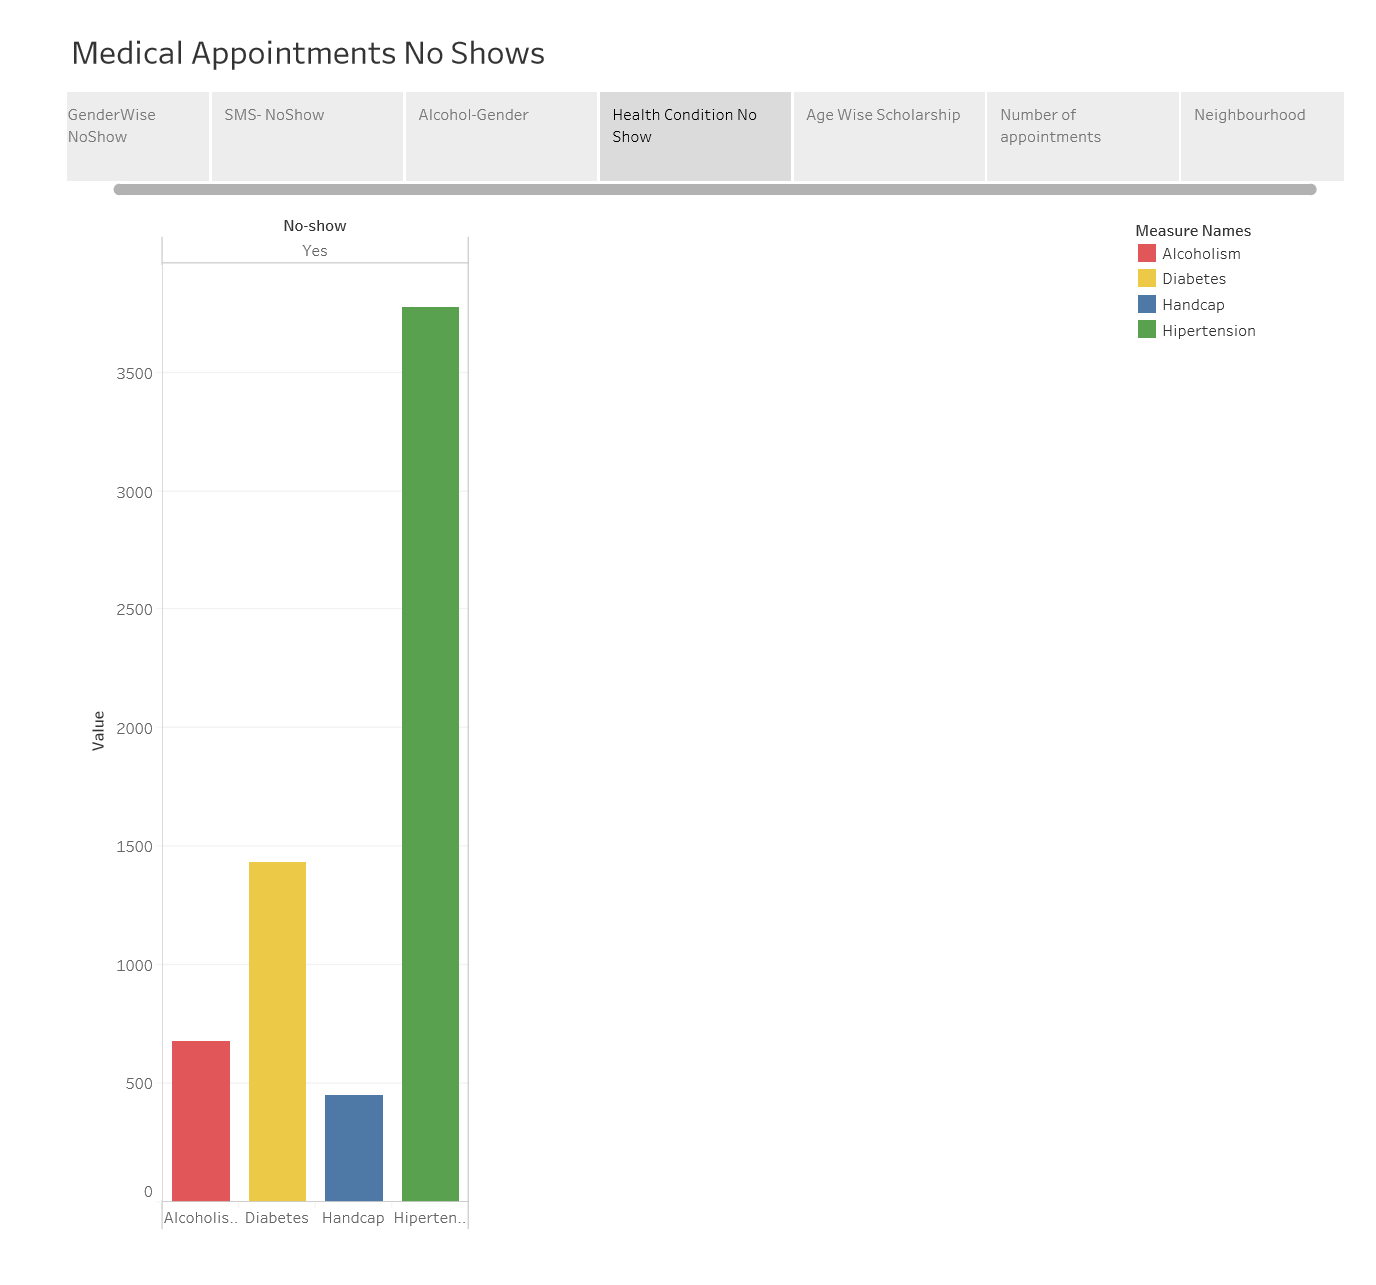 Medical Appointments No Shows
GenderWise
NoShow
SMS- NoShow
Alcohol-Gender
Health Condition No
Show
Age Wise Scholarship
Number of
appointments
Neighbourhood
No-show
Yes
Measure Names
Alcoholism
Diabetes
Handcap
Hipertension
Value
3500
3000
2500
2000
1500
1000
500
0
Alcoholis..
Diabetes
Handcap
Hiperten..